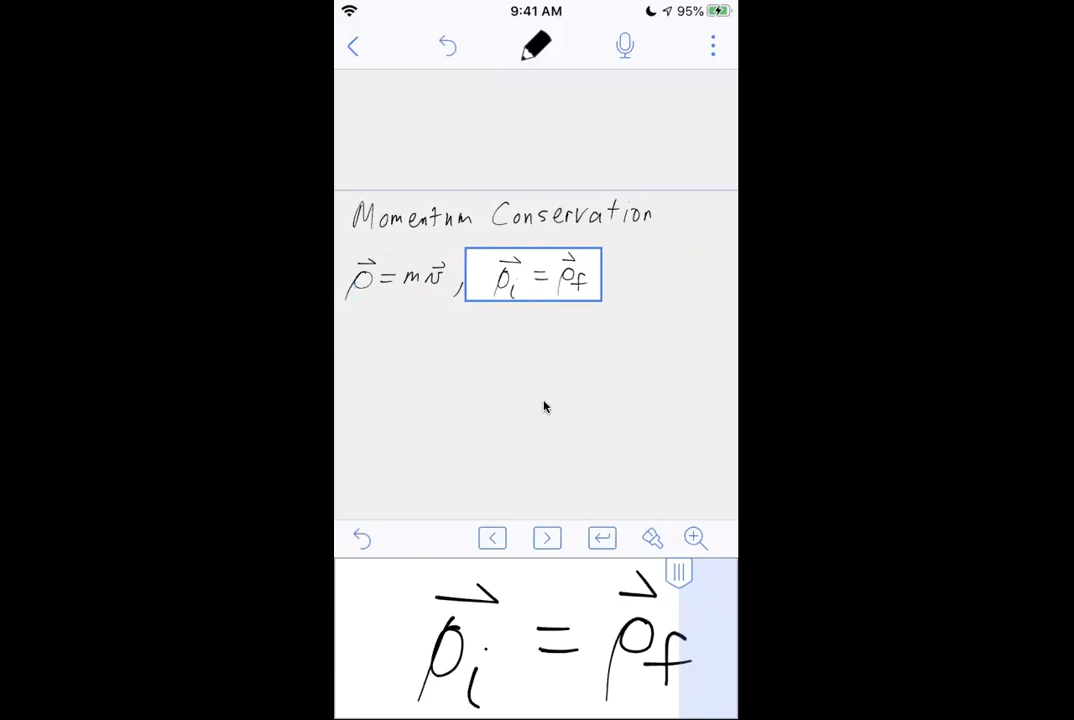 9:41 AM 95%
Momentum Conservation
p⃗ = mv⃗, p⃗ᵢ = p⃗f
p⃗ᵢ = p⃗f